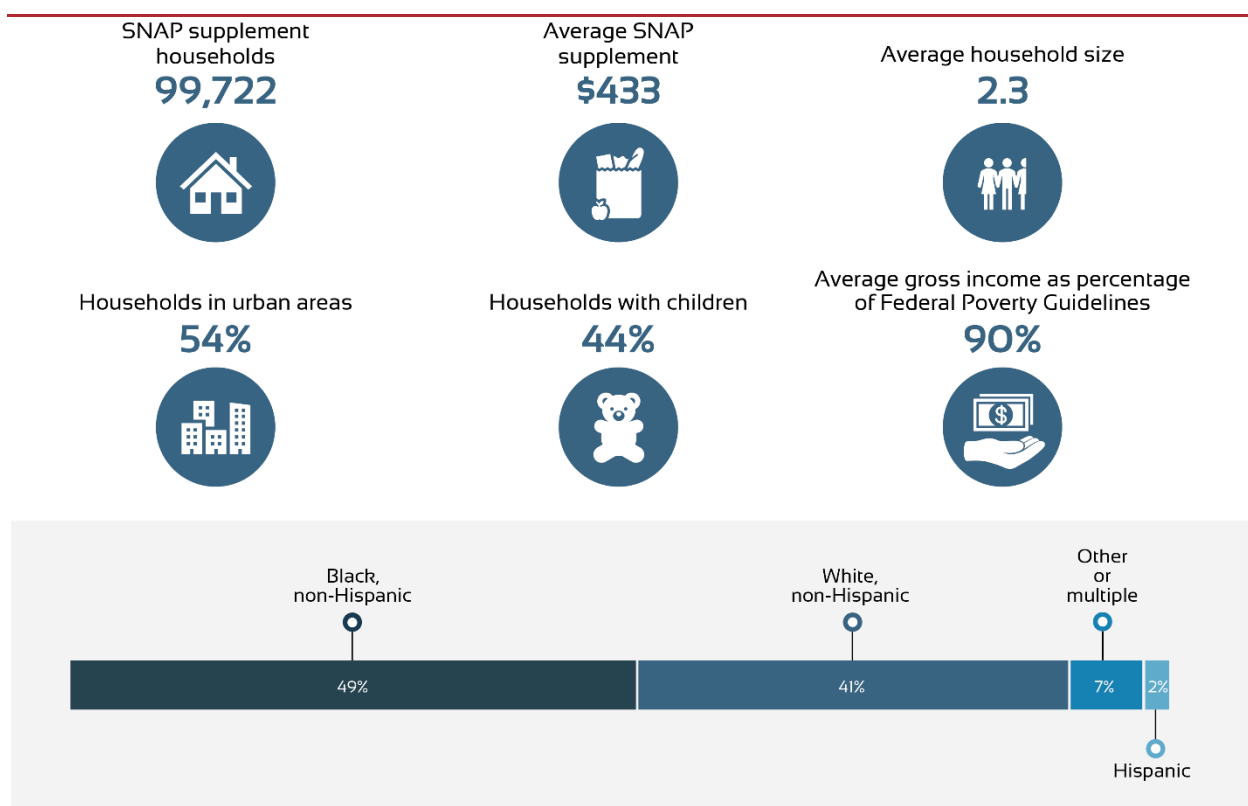 SNAP supplement
households
99,722
Average SNAP
supplement
$433
Average household size
2.3
Households in urban areas
54%
Households with children
44%
Average gross income as percentage
of Federal Poverty Guidelines
90%
$
Black,
non-Hispanic
White,
non-Hispanic
Other
or
multiple
49%
41%
7%
2%
Hispanic